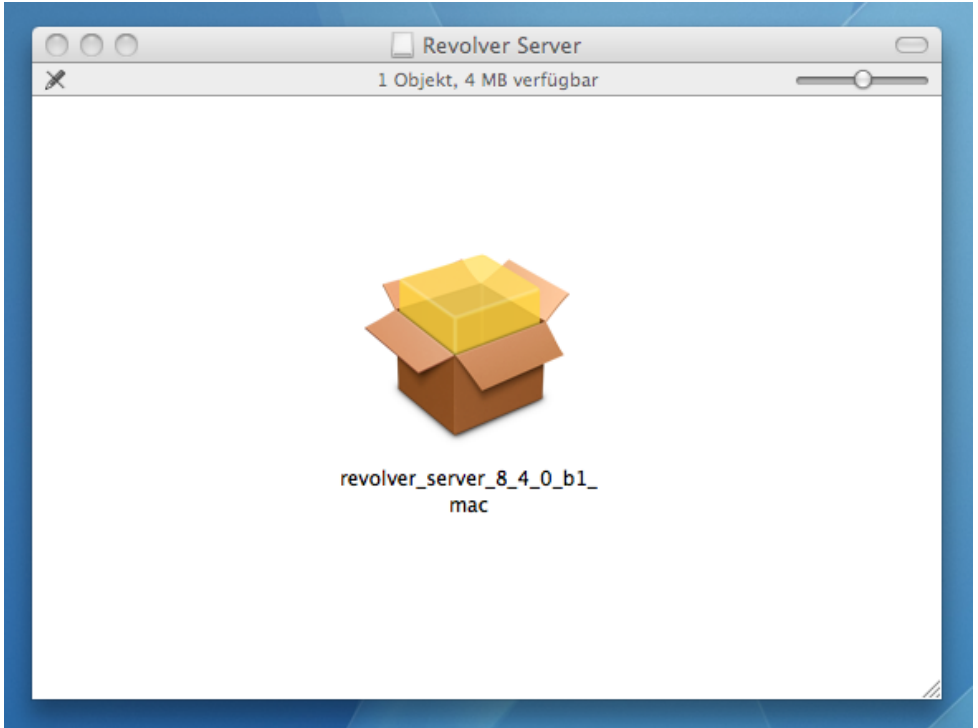 Revolver Server
1 Objekt, 4 MB verfügbar
revolver_server_8_4_0_b1_
mac